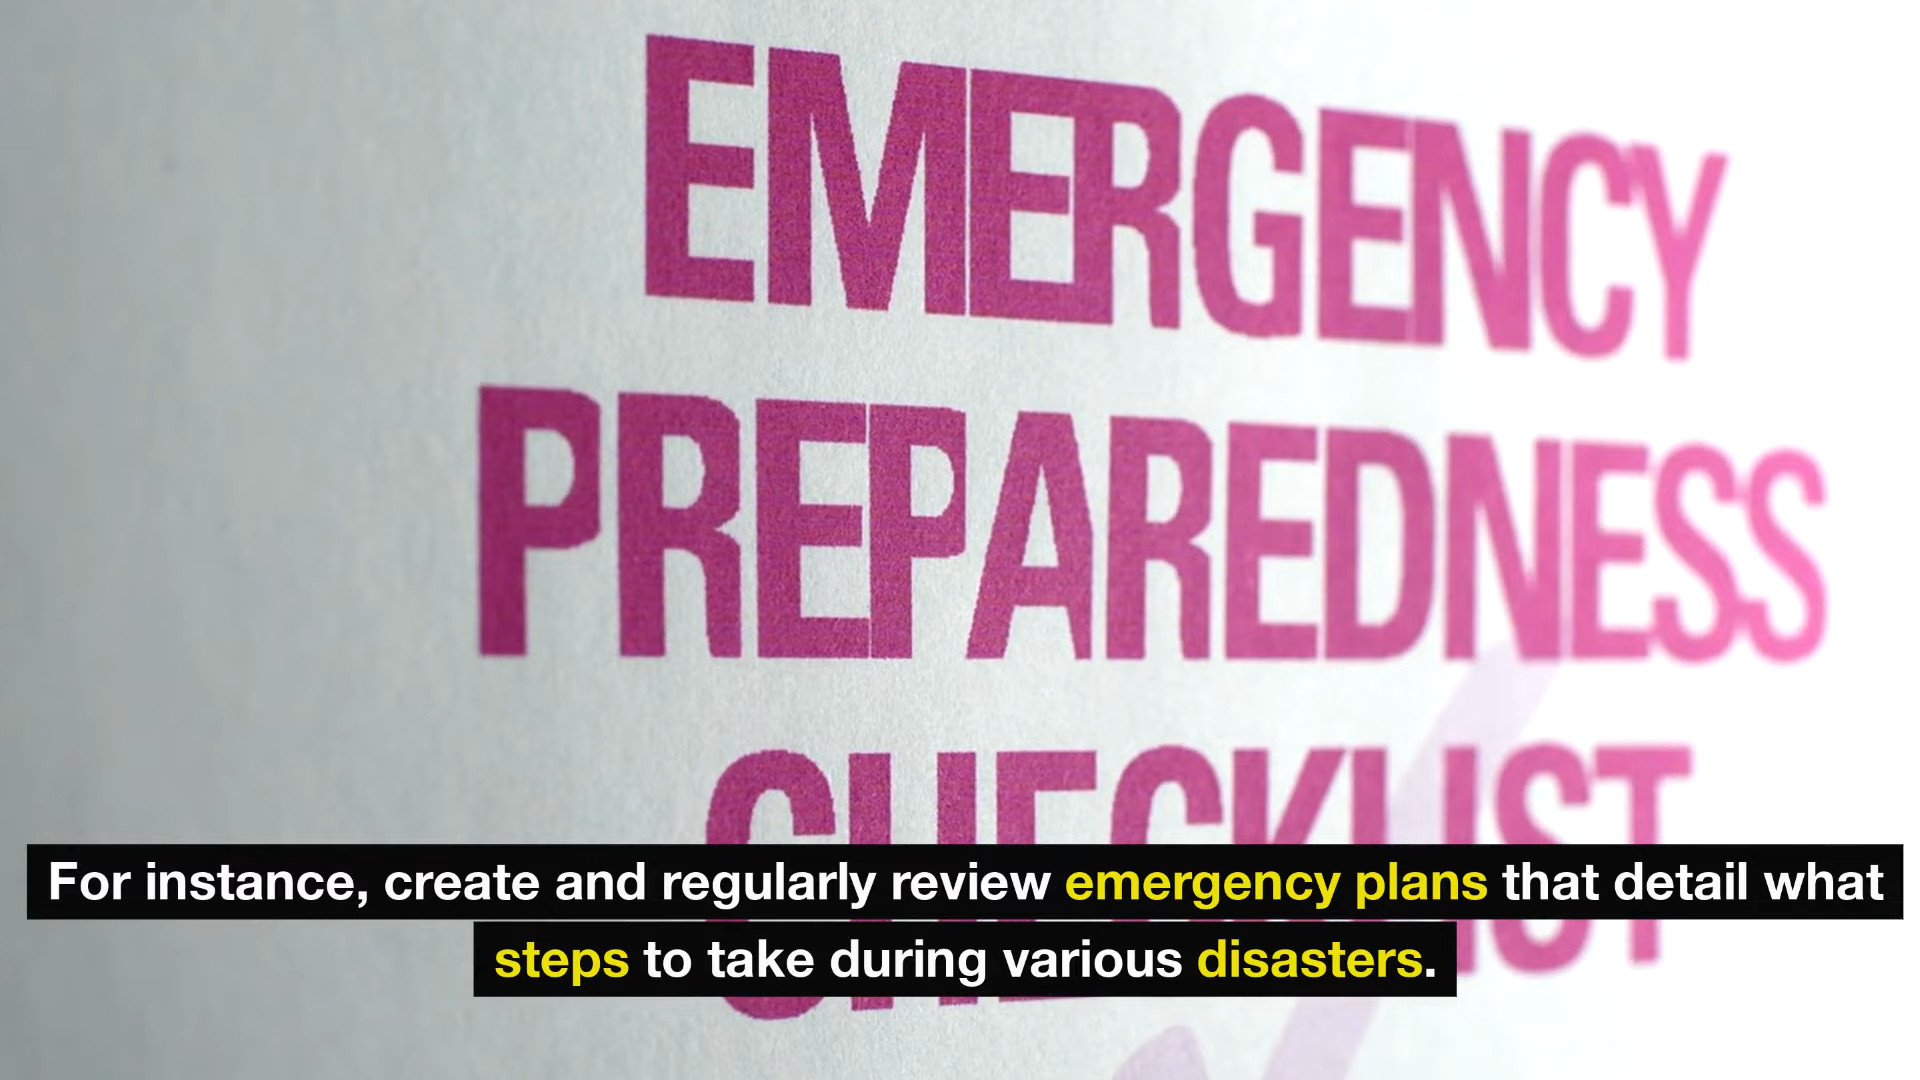 EMERGENCY
PREPAREDNESS
CHECKLIST
For instance, create and regularly review emergency plans that detail what
steps to take during various disasters.